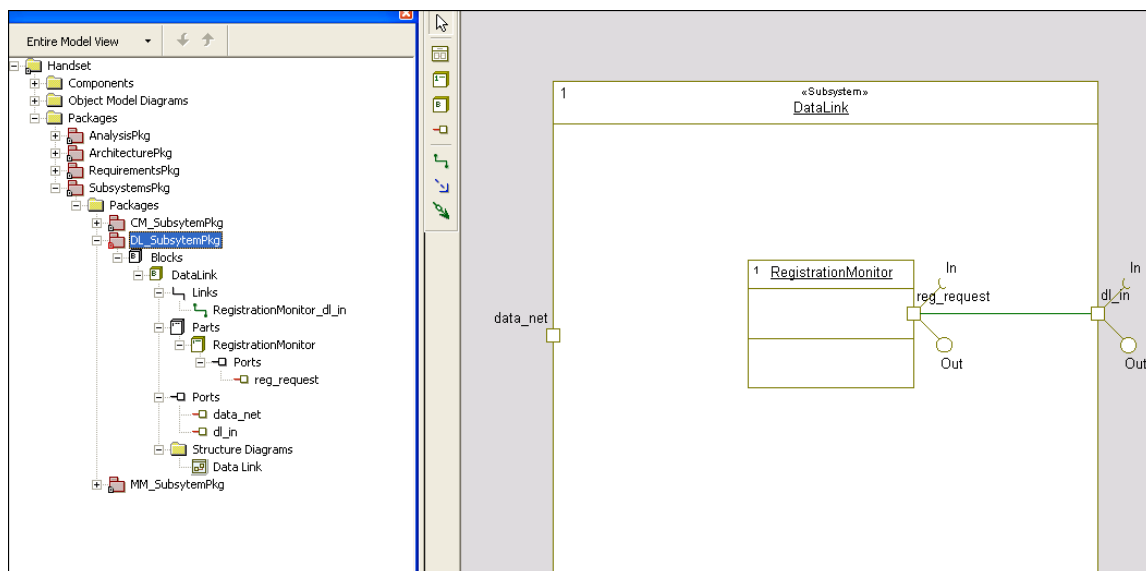 Entire Model View
Handset
Components
Object Model Diagrams
Packages
AnalysisPkg
ArchitecturePkg
RequirementsPkg
SubsystemsPkg
Packages
CM_SubsytemPkg
DL_SubsytemPkg
Blocks
DataLink
Links
RegistrationMonitor_dl_in
Parts
RegistrationMonitor
Ports
reg_request
Ports
data_net
dl_in
Structure Diagrams
Data Link
MM_SubsytemPkg
1
«Subsystem»
DataLink
1 RegistrationMonitor
In
reg_request
Out
In
dl_in
Out
data_net